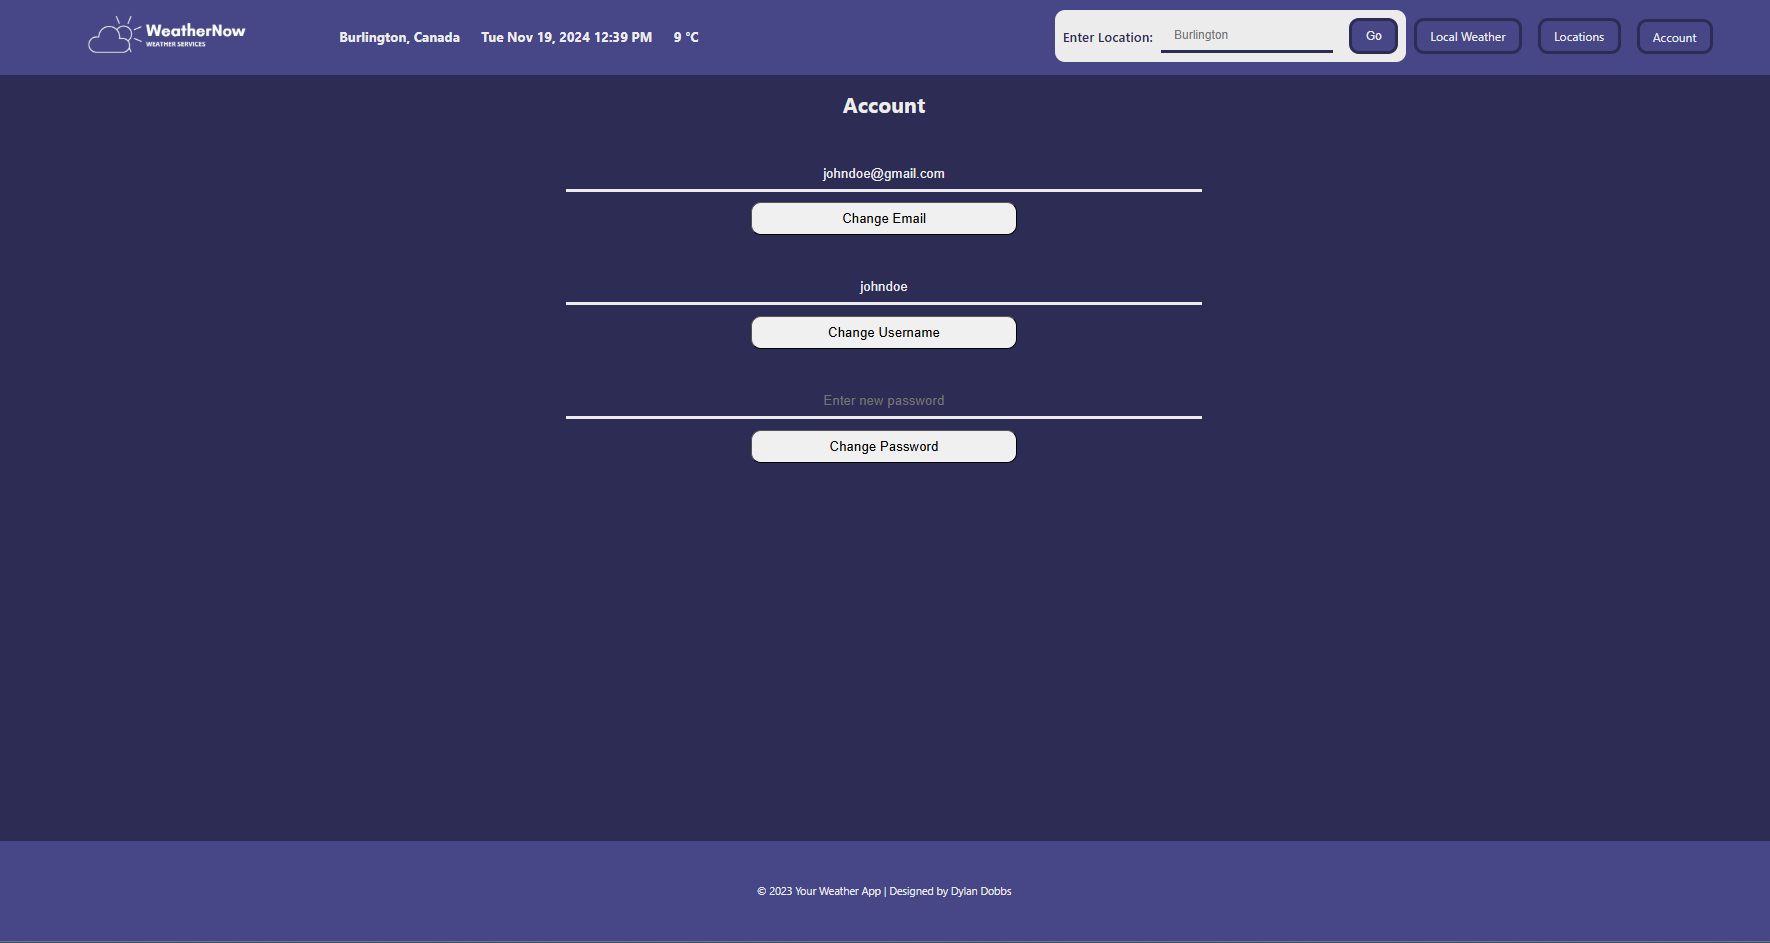 WeatherNow
WEATHER SERVICES
Burlington, Canada Tue Nov 19, 2024 12:39 PM 9 °C
Enter Location: Burlington Go Local Weather Locations Account
Account
johndoe@gmail.com
Change Email
johndoe
Change Username
Enter new password
Change Password
© 2023 Your Weather App | Designed by Dylan Dobbs